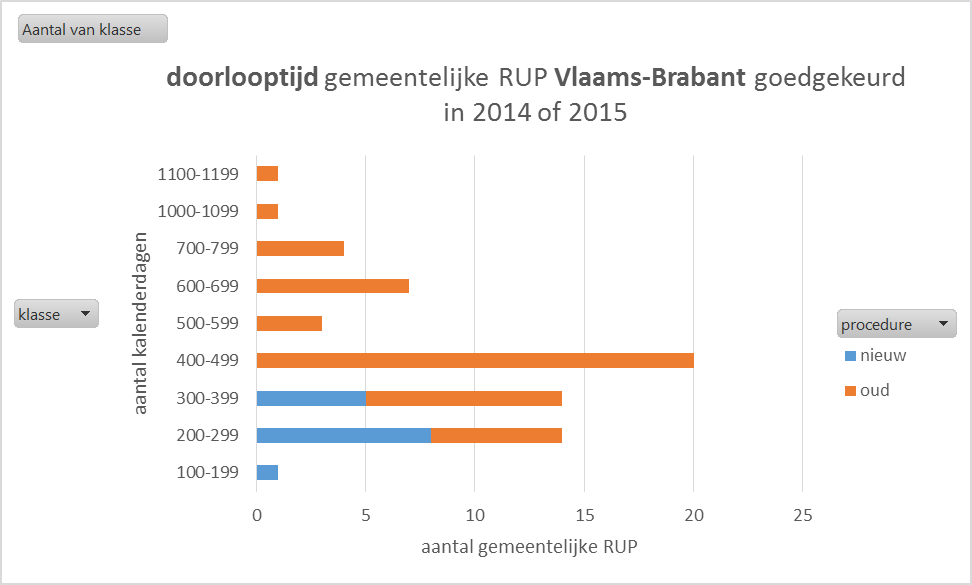 Aantal van klasse
doorlooptijd gemeentelijke RUP Vlaams-Brabant goedgekeurd
in 2014 of 2015
1100-1199
1000-1099
700-799
600-699
500-599
400-499
300-399
200-299
100-199
aantal kalenderdagen
klasse
procedure
nieuw
oud
0 5 10 15 20 25
aantal gemeentelijke RUP